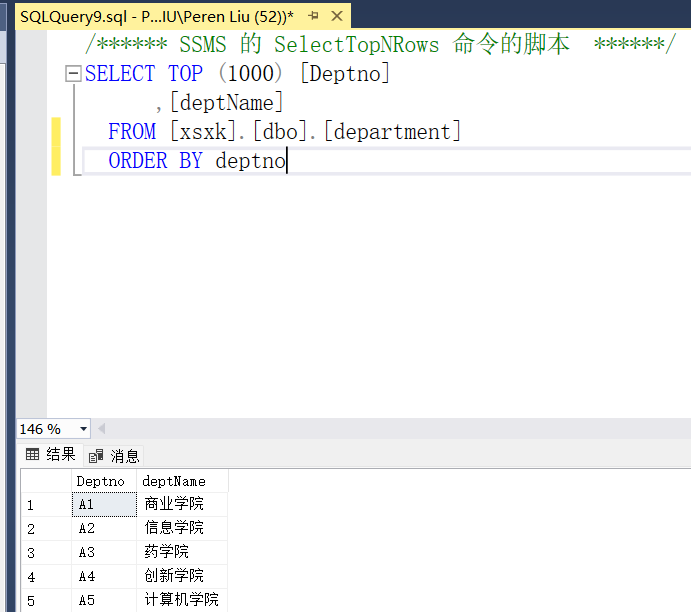 SQLQuery9.sql - P...IU\Peren Liu (52))*
/****** SSMS 的 SelectTopNRows 命令的脚本  ******/
SELECT TOP (1000) [Deptno]
,[deptName]
FROM [xsxk].[dbo].[department]
ORDER BY deptno
146 %
结果 消息
Deptno deptName
1 A1 商业学院
2 A2 信息学院
3 A3 药学院
4 A4 创新学院
5 A5 计算机学院